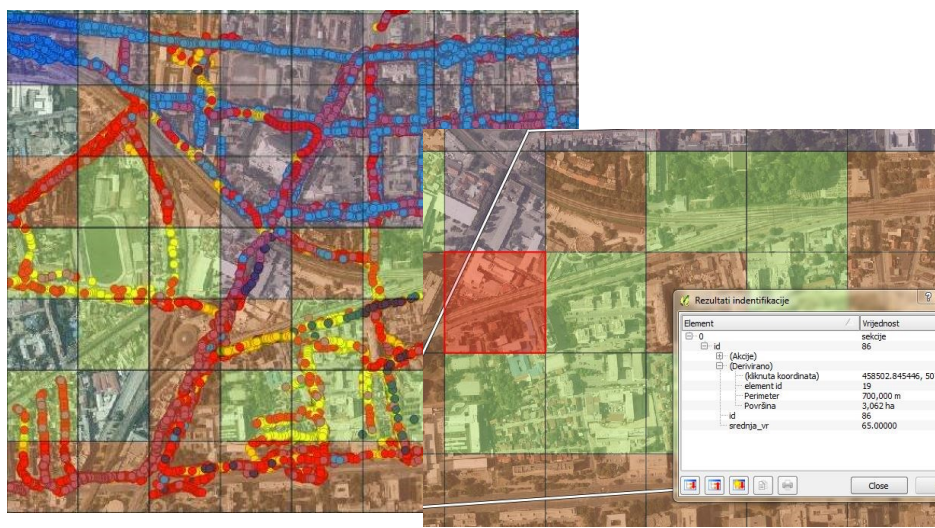 Rezultati indentifikacije ?
Element / Vrijednost
0 sekcije
id 86
(Akcije)
(Derivirano)
(kliknuta koordinata) 458502.845446, 50
element id 19
Perimeter 700,000 m
Površina 3,062 ha
id 86
srednja_vr 65.00000
Close